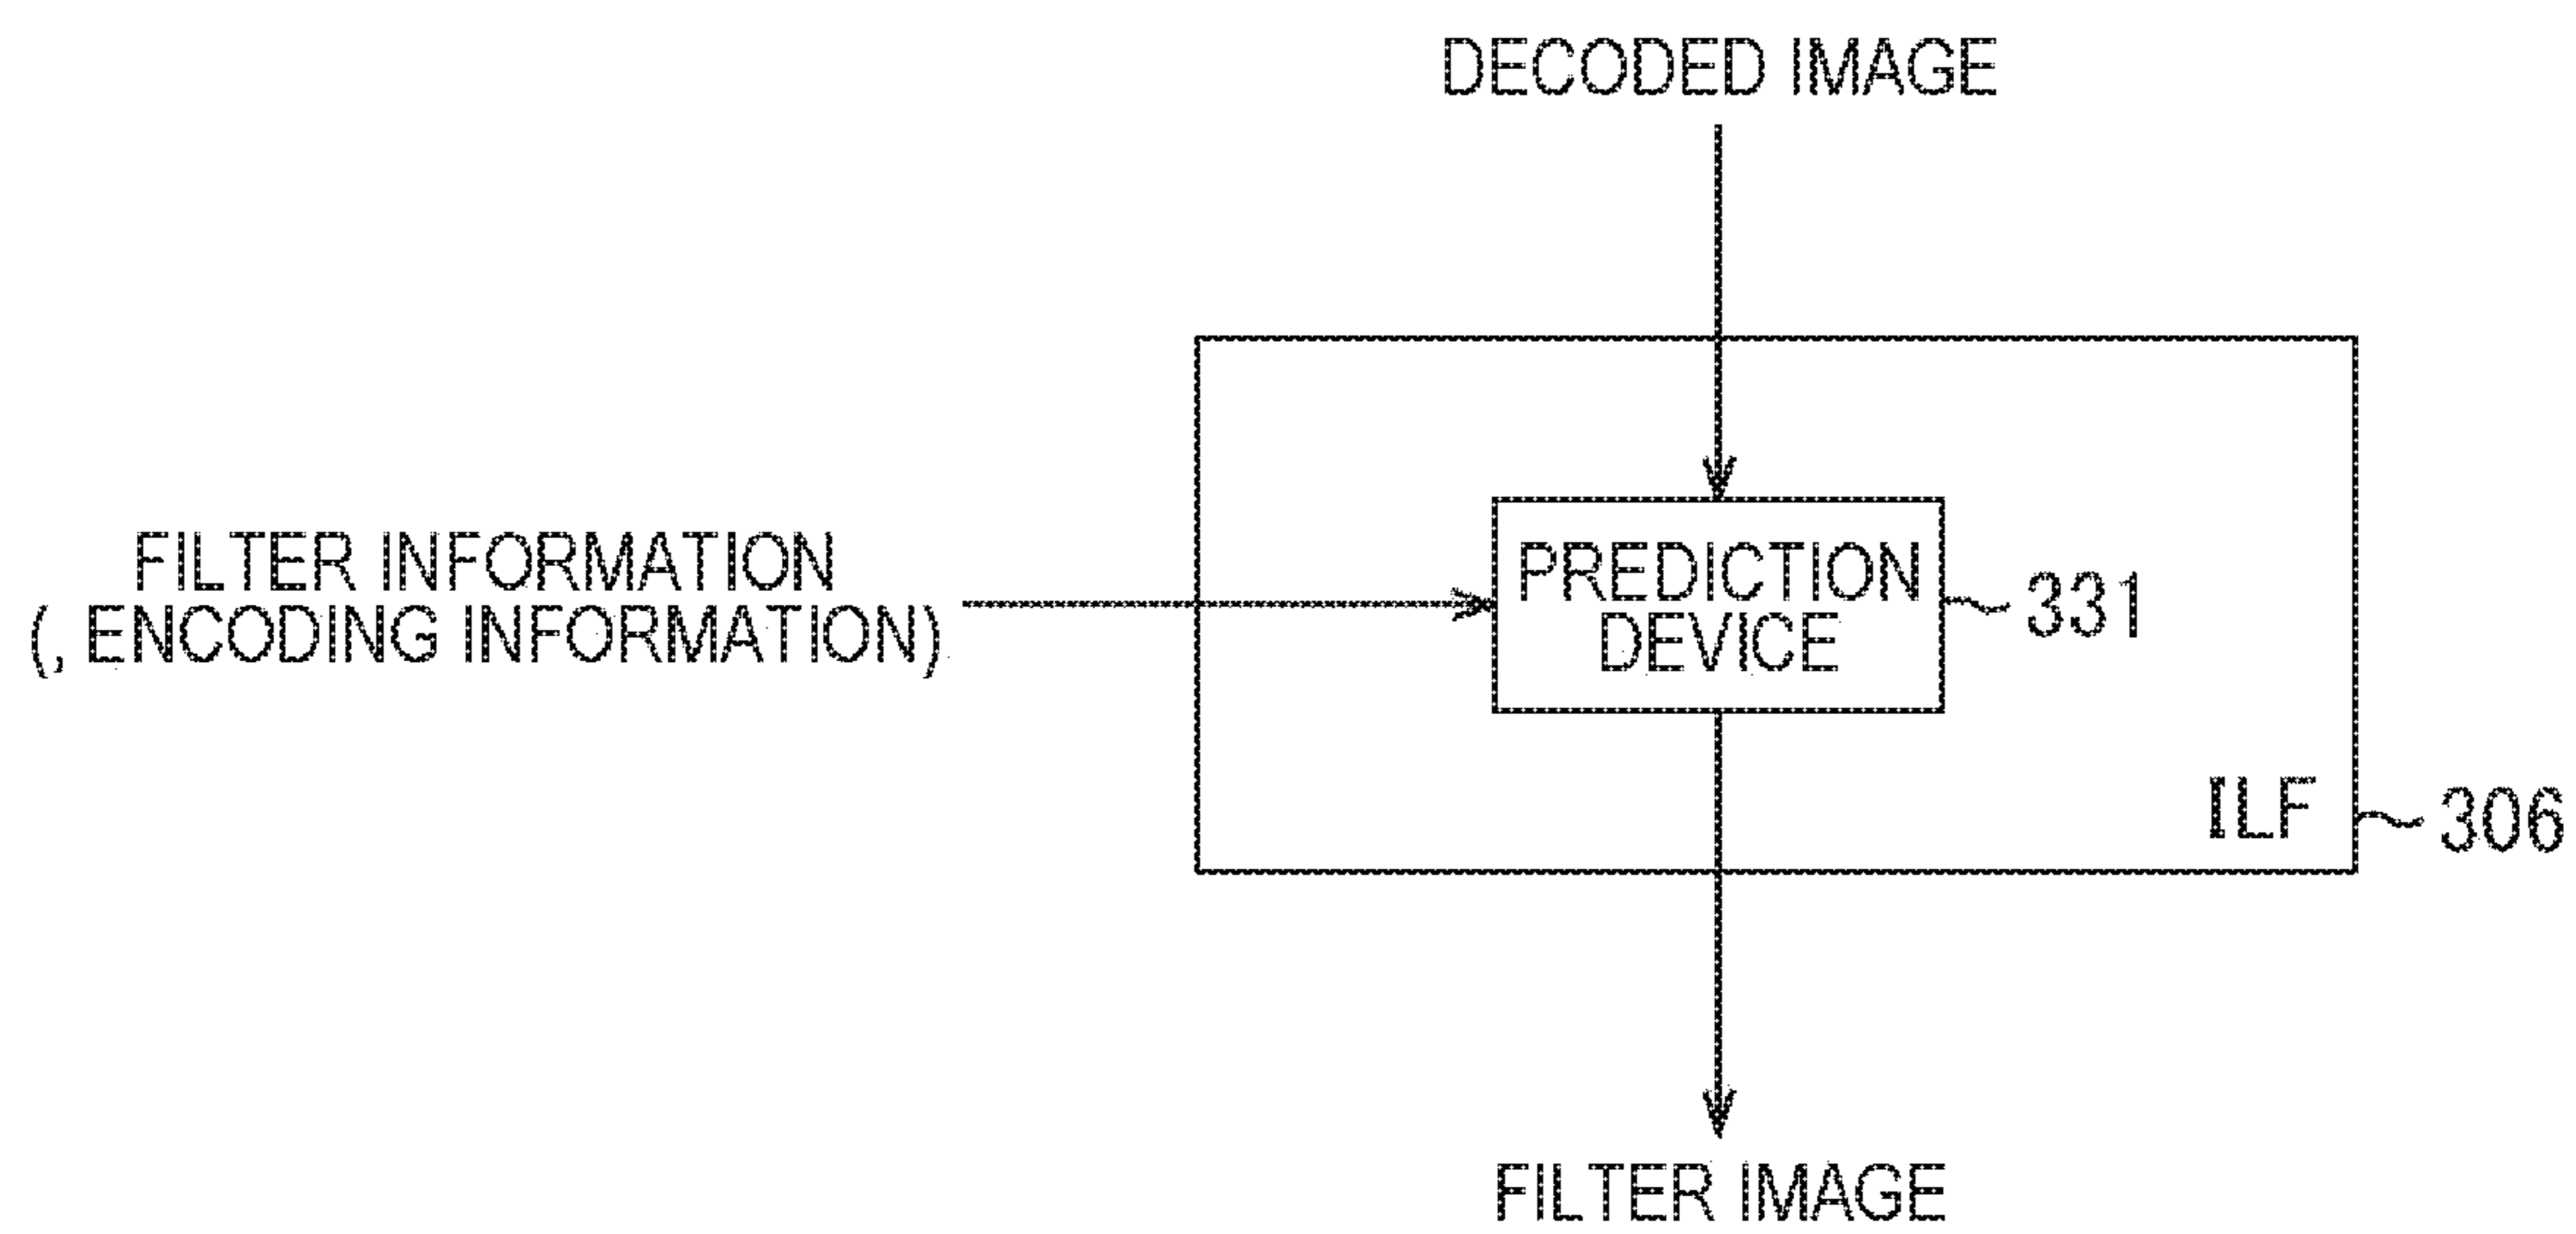 DECODED IMAGE
FILTER INFORMATION
(, ENCODING INFORMATION)
PREDICTION
DEVICE
331
ILF
306
FILTER IMAGE